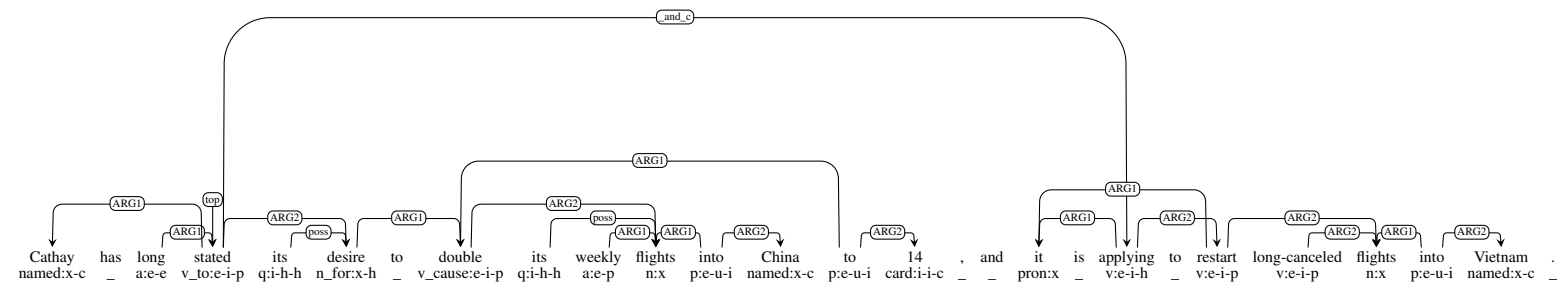 _and_c
ARG1
ARG1 top ARG1
ARG2 ARG1 ARG2 poss ARG1 ARG2
ARG1 poss ARG1 ARG1 ARG2 ARG2 ARG2 ARG1 ARG2
Cathay has long stated its desire to double its weekly flights into China to 14 , and it is applying to restart long-canceled flights into Vietnam .
named:x-c _ a:e-e v_to:e-i-p q:i-h-h n_for:x-h _ v_cause:e-i-p q:i-h-h a:e-p n:x p:e-u-i named:x-c p:e-u-i card:i-i-c _ _ pron:x _ v:e-i-h _ v:e-i-p v:e-i-p n:x p:e-u-i named:x-c _